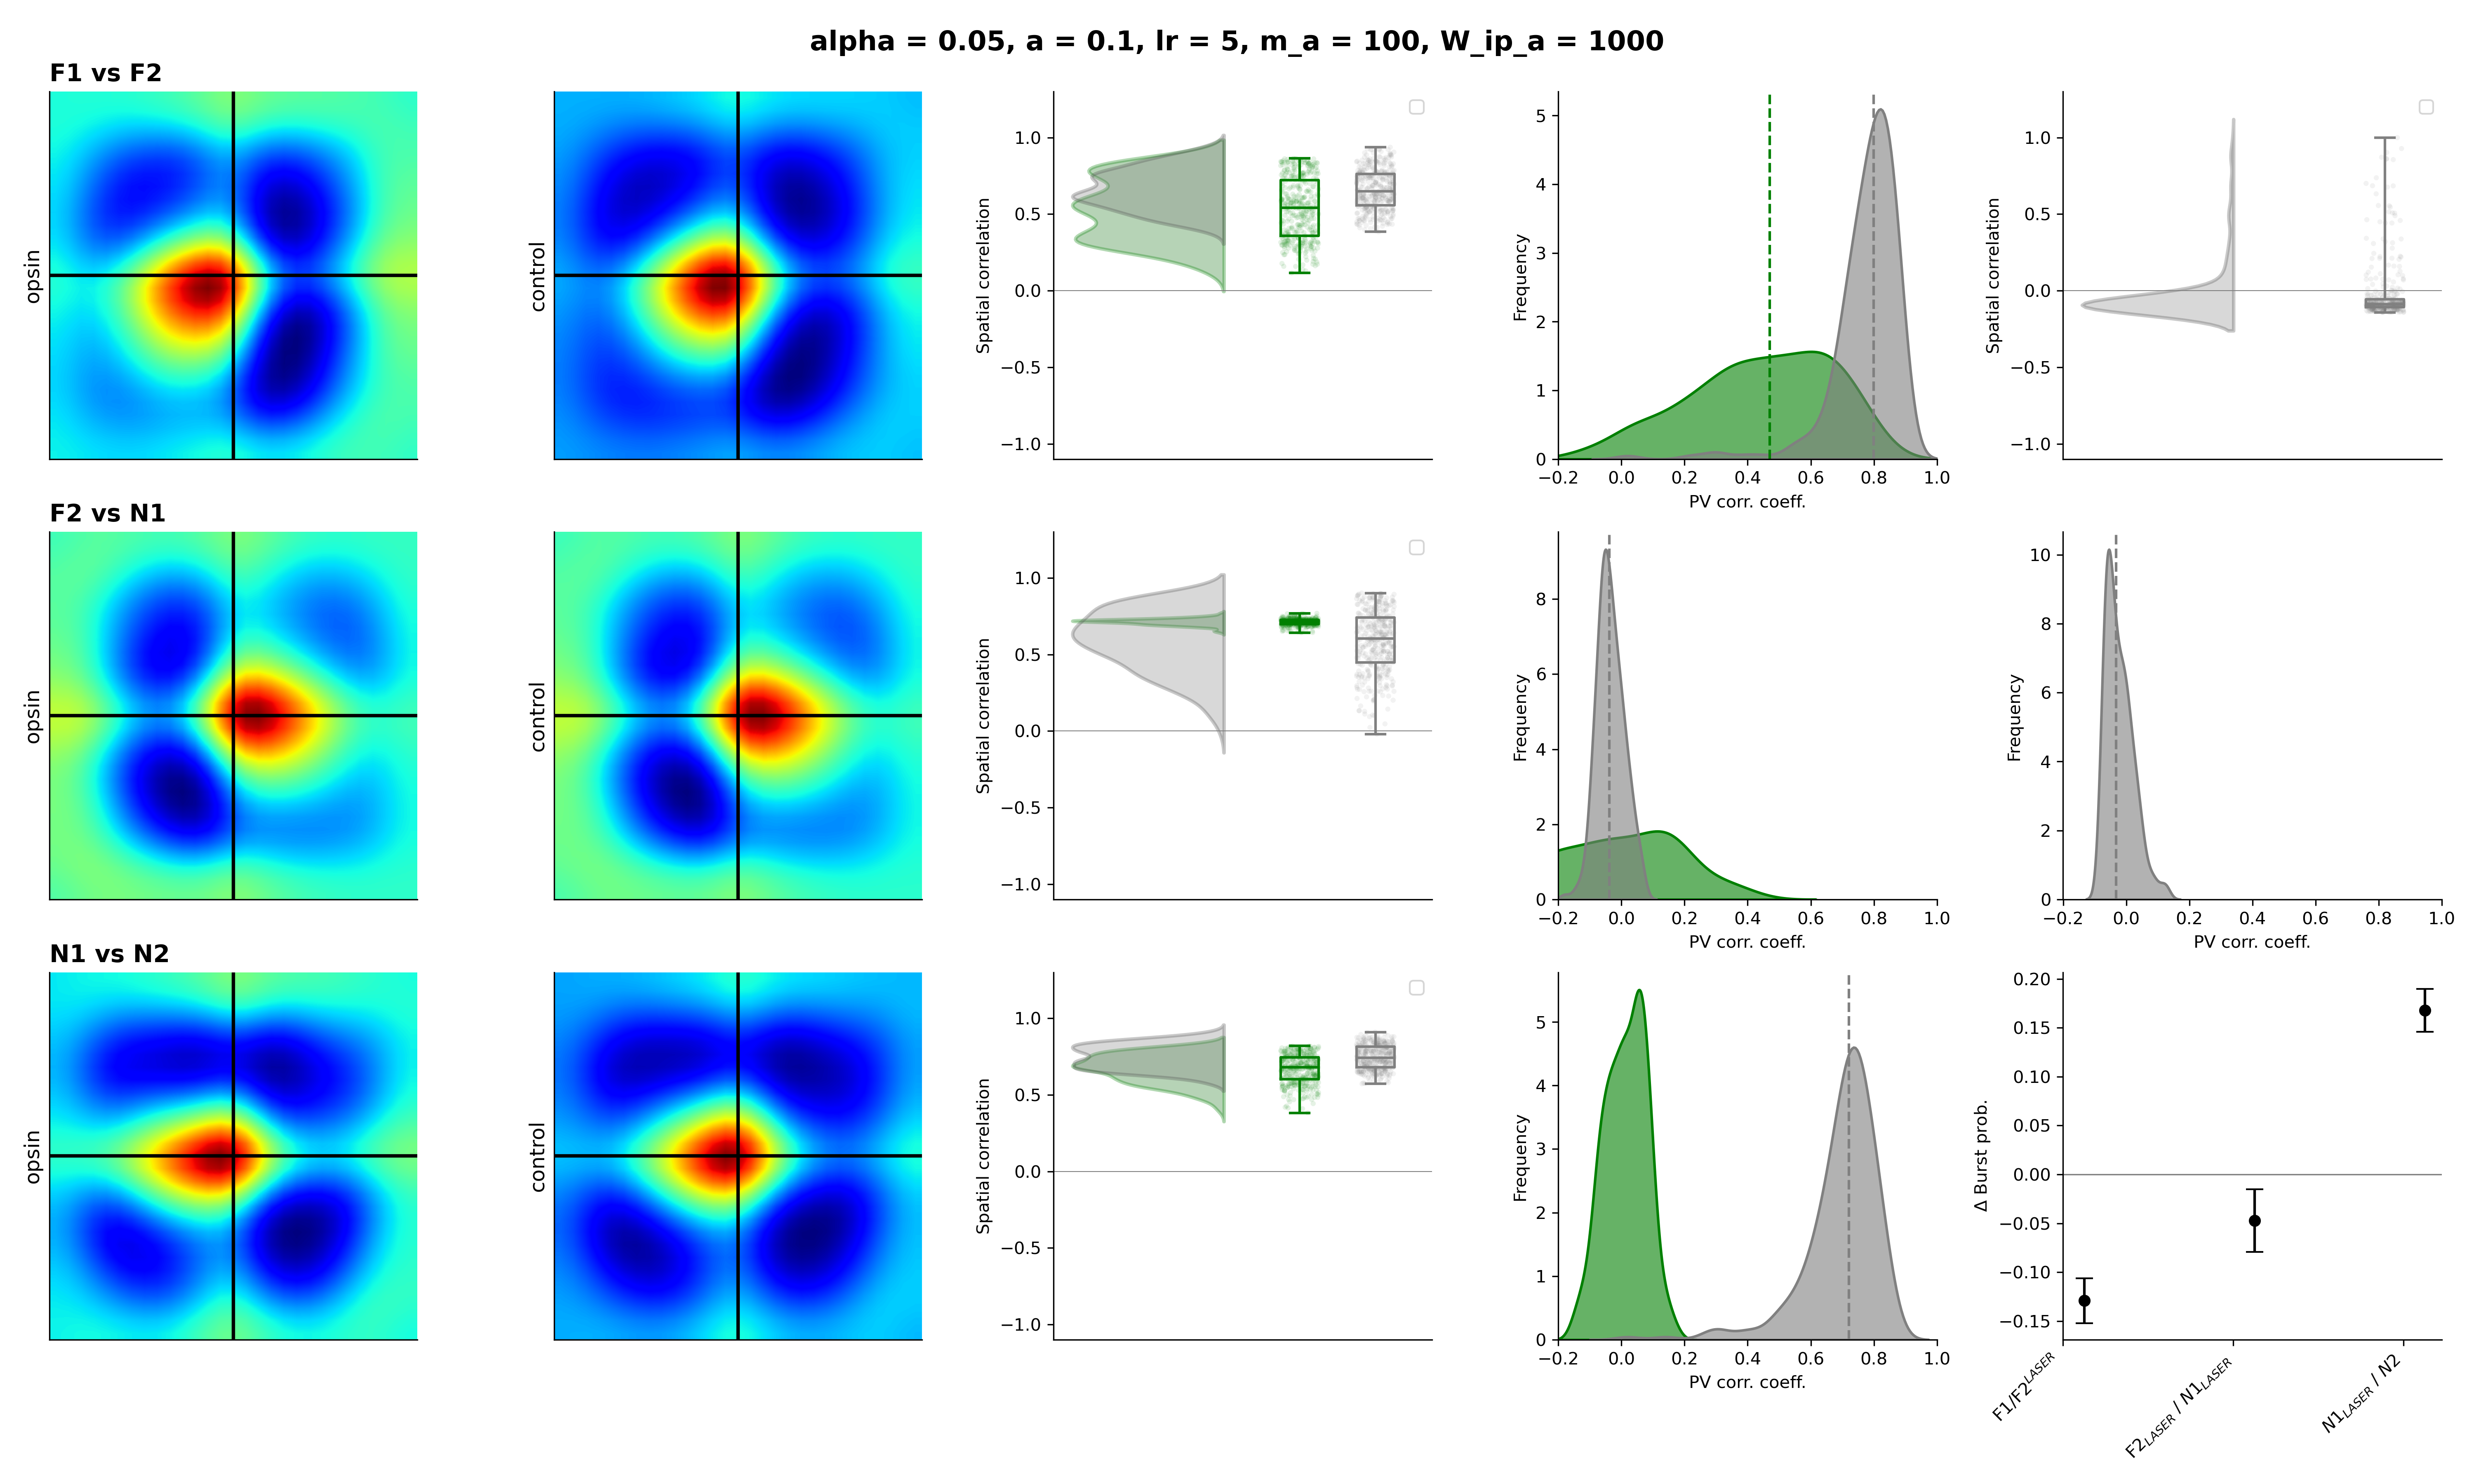 alpha = 0.05, a = 0.1, lr = 5, m_a = 100, W_ip_a = 1000
F1 vs F2
opsin
control
Spatial correlation
1.0
0.5
0.0
−0.5
−1.0
Frequency
5
4
3
2
1
0
−0.2 0.0 0.2 0.4 0.6 0.8 1.0
PV corr. coeff.
Spatial correlation
1.0
0.5
0.0
−0.5
−1.0
F2 vs N1
opsin
control
Spatial correlation
1.0
0.5
0.0
−0.5
−1.0
Frequency
8
6
4
2
0
−0.2 0.0 0.2 0.4 0.6 0.8 1.0
PV corr. coeff.
Frequency
10
8
6
4
2
0
−0.2 0.0 0.2 0.4 0.6 0.8 1.0
PV corr. coeff.
N1 vs N2
opsin
control
Spatial correlation
1.0
0.5
0.0
−0.5
−1.0
Frequency
5
4
3
2
1
0
−0.2 0.0 0.2 0.4 0.6 0.8 1.0
PV corr. coeff.
Δ Burst prob.
0.20
0.15
0.10
0.05
0.00
−0.05
−0.10
−0.15
F1/F2^LASER
F2_LASER / N1_LASER
N1_LASER / N2